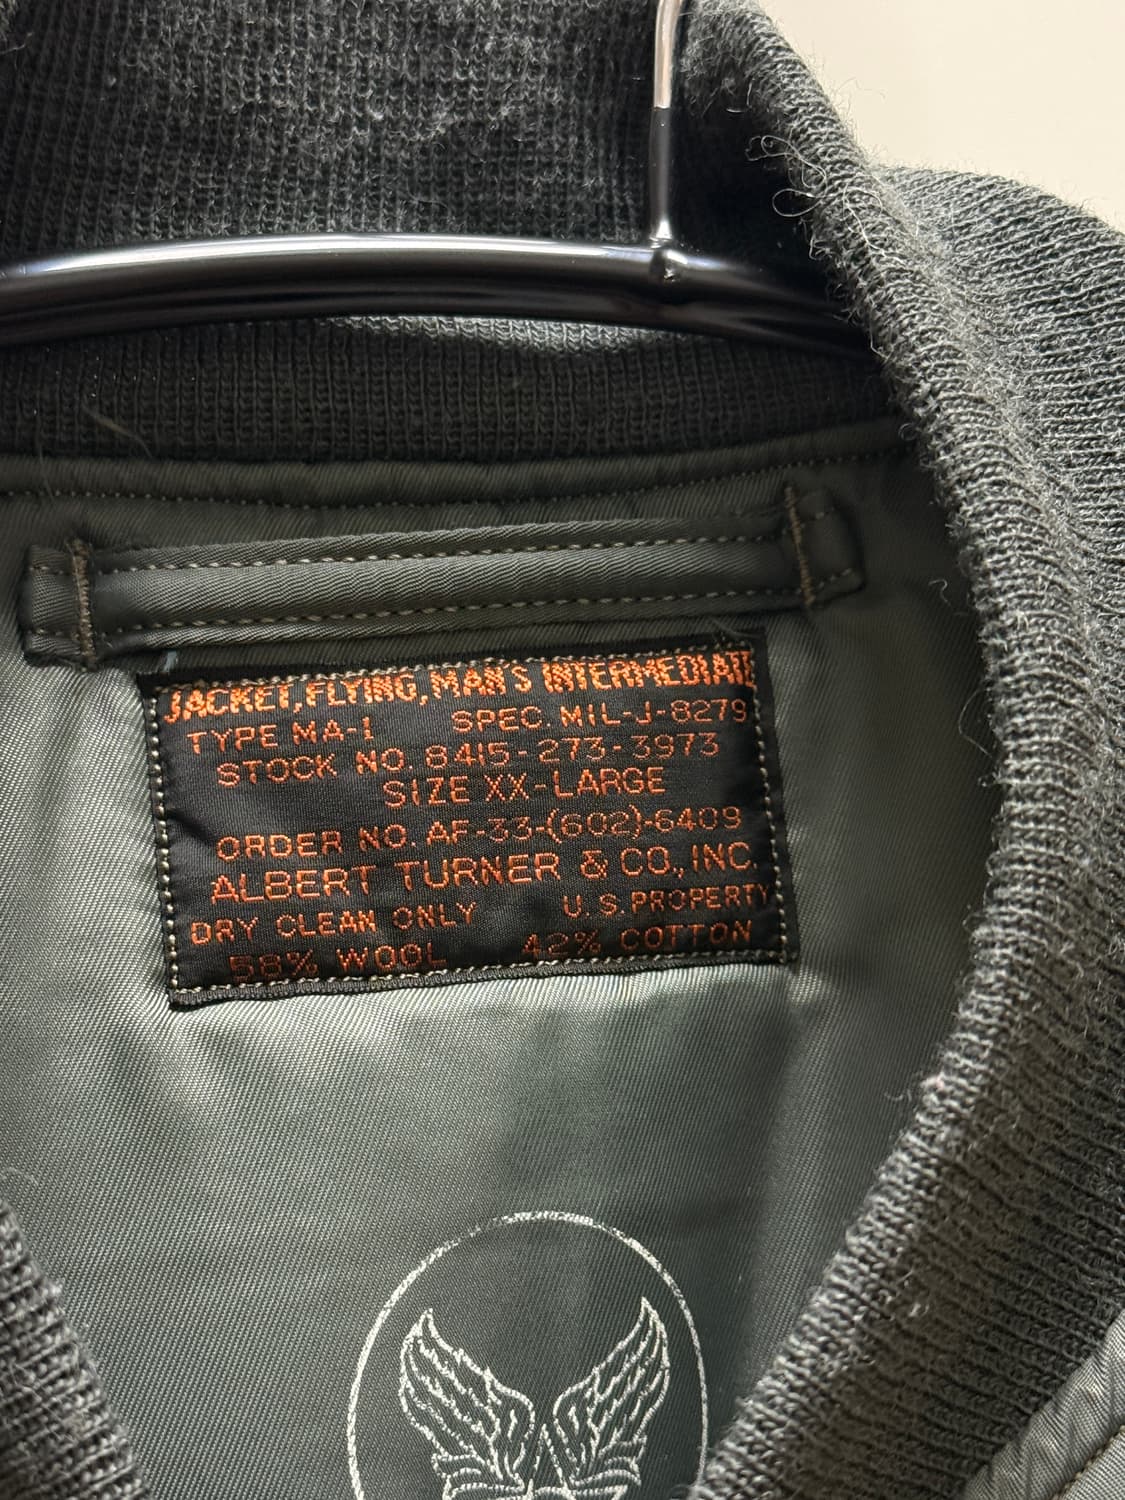 JACKET, FLYING, MAN'S INTERMEDIATE
TYPE MA-1 SPEC. MIL-J-8279
STOCK NO. 8415-273-3973
SIZE XX-LARGE
ORDER NO. AF-33-(602)-6409
ALBERT TURNER & CO., INC.
DRY CLEAN ONLY U.S. PROPERTY
58% WOOL 42% COTTON